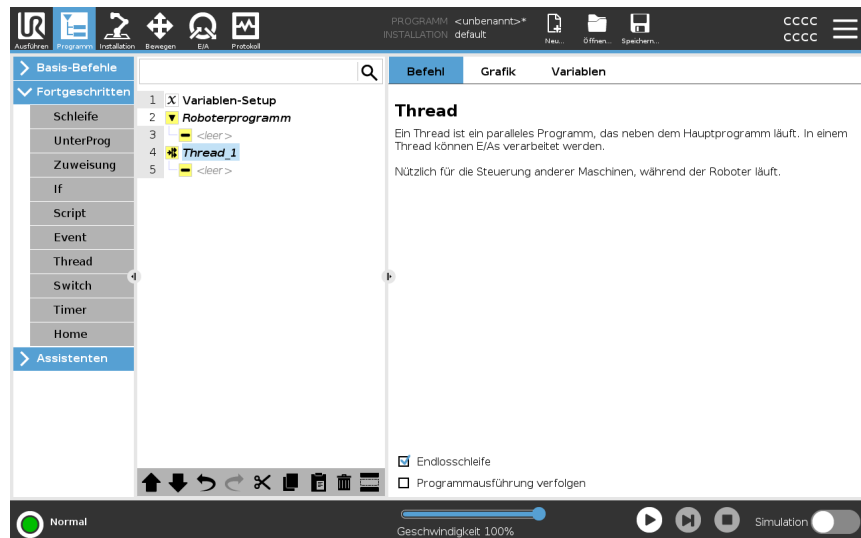 PROGRAMM <unbenannt>*
INSTALLATION default
CCCC
CCCC
Ausführen Programm Installation Bewegen E/A Protokoll
Neu... Öffnen... Speichern...
Basis-Befehle
Fortgeschritten
Schleife
UnterProg
Zuweisung
If
Script
Event
Thread
Switch
Timer
Home
Assistenten
1 X Variablen-Setup
2 Roboterprogramm
3 <leer>
4 Thread_1
5 <leer>
Befehl Grafik Variablen
Thread
Ein Thread ist ein paralleles Programm, das neben dem Hauptprogramm läuft. In einem
Thread können E/As verarbeitet werden.
Nützlich für die Steuerung anderer Maschinen, während der Roboter läuft.
Endlosschleife
Programmausführung verfolgen
Normal
Geschwindigkeit 100%
Simulation